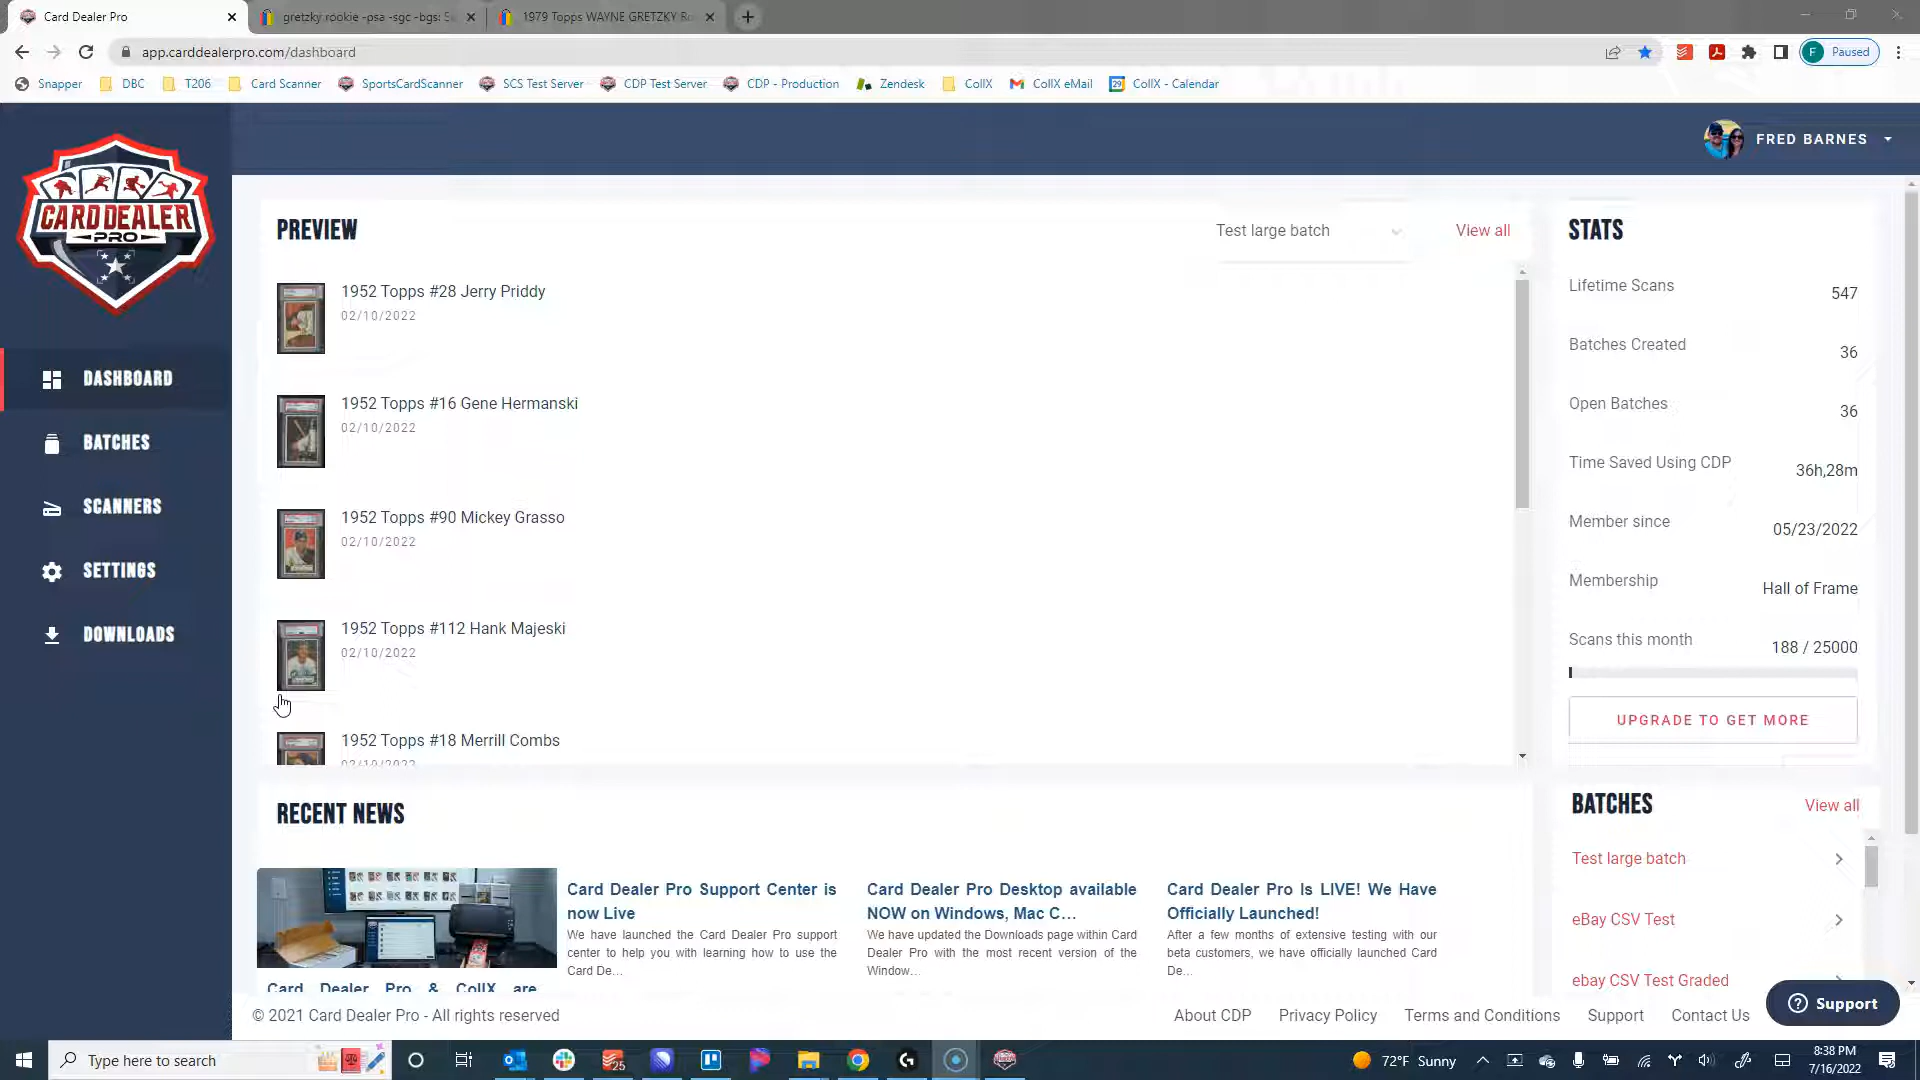 Card Dealer Pro
gretzky rookie -psa -sgc -bgs: S
1979 Topps WAYNE GRETZKY Ro
app.carddealerpro.com/dashboard
F Paused
Snapper
DBC
T206
Card Scanner
SportsCardScanner
SCS Test Server
CDP Test Server
CDP - Production
Zendesk
CollX
CollX eMail
CollX - Calendar
CARD DEALER
PRO
FRED BARNES
DASHBOARD
BATCHES
SCANNERS
SETTINGS
DOWNLOADS
PREVIEW
Test large batch
View all
1952 Topps #28 Jerry Priddy
02/10/2022
1952 Topps #16 Gene Hermanski
02/10/2022
1952 Topps #90 Mickey Grasso
02/10/2022
1952 Topps #112 Hank Majeski
02/10/2022
1952 Topps #18 Merrill Combs
02/10/2022
STATS
Lifetime Scans
547
Batches Created
36
Open Batches
36
Time Saved Using CDP
36h,28m
Member since
05/23/2022
Membership
Hall of Frame
Scans this month
188 / 25000
UPGRADE TO GET MORE
RECENT NEWS
Card Dealer Pro & CollX are
Card Dealer Pro Support Center is
now Live
We have launched the Card Dealer Pro support
center to help you with learning how to use the
Card De...
Card Dealer Pro Desktop available
NOW on Windows, Mac C...
We have updated the Downloads page within Card
Dealer Pro with the most recent version of the
Window...
Card Dealer Pro Is LIVE! We Have
Officially Launched!
After a few months of extensive testing with our
beta customers, we have officially launched Card
De...
BATCHES
View all
Test large batch
eBay CSV Test
ebay CSV Test Graded
Support
© 2021 Card Dealer Pro - All rights reserved
About CDP
Privacy Policy
Terms and Conditions
Support
Contact Us
Type here to search
25
72°F Sunny
8:38 PM
7/16/2022